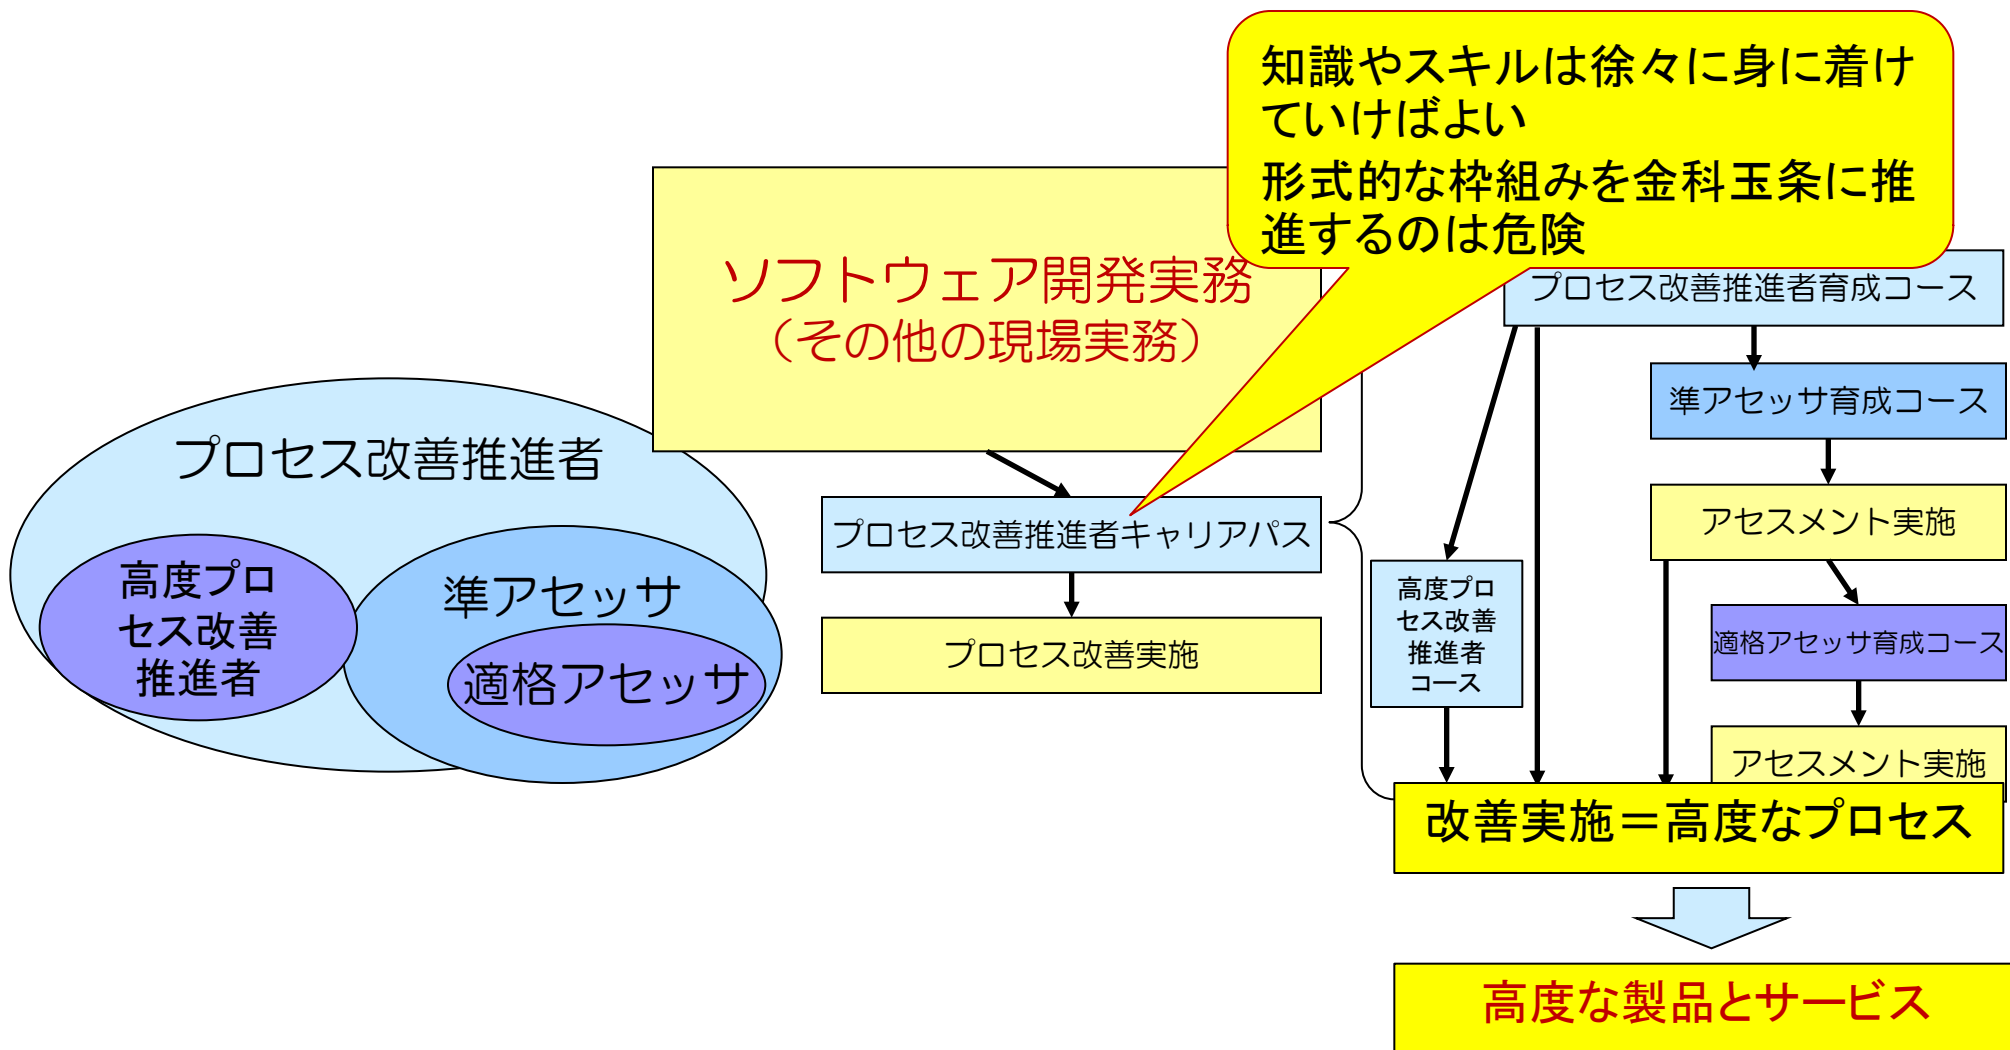 知識やスキルは徐々に身に着け
ていけばよい
形式的な枠組みを金科玉条に推
進するのは危険
ソフトウェア開発実務
（その他の現場実務）
プロセス改善推進者
高度プロ
セス改善
推進者
準アセッサ
適格アセッサ
プロセス改善推進者キャリアパス
プロセス改善実施
プロセス改善推進者育成コース
準アセッサ育成コース
アセスメント実施
高度プロ
セス改善
推進者
コース
適格アセッサ育成コース
アセスメント実施
改善実施＝高度なプロセス
高度な製品とサービス